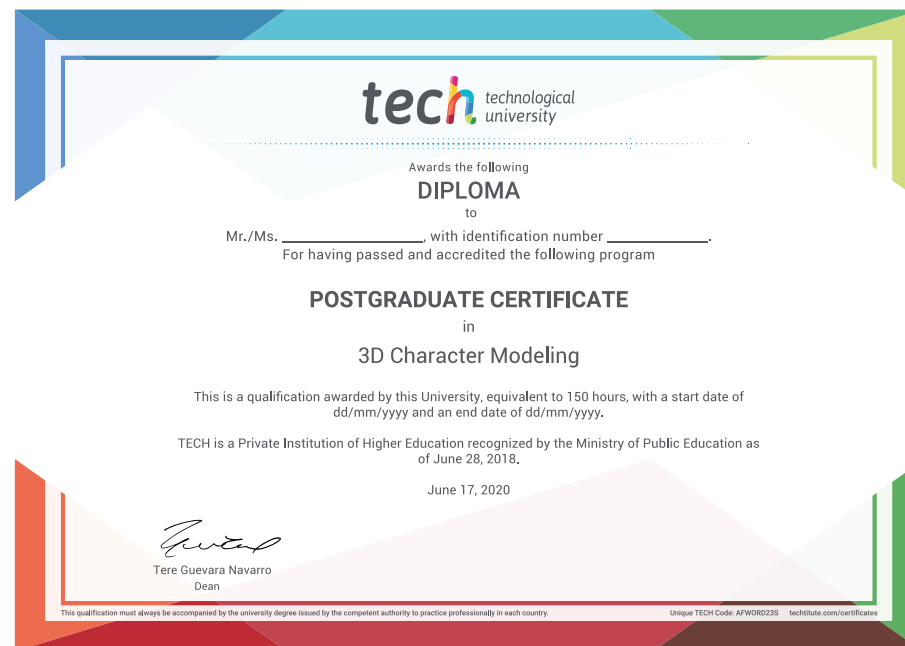 tech technological
university
Awards the following
DIPLOMA
to
Mr./Ms. ____________________, with identification number ______________.
For having passed and accredited the following program
POSTGRADUATE CERTIFICATE
in
3D Character Modeling
This is a qualification awarded by this University, equivalent to 150 hours, with a start date of
dd/mm/yyyy and an end date of dd/mm/yyyy.
TECH is a Private Institution of Higher Education recognized by the Ministry of Public Education as
of June 28, 2018.
June 17, 2020
Tere Guevara Navarro
Dean
This qualification must always be accompanied by the university degree issued by the competent authority to practice professionally in each country.
Unique TECH Code: AFWORD23S techtitute.com/certificates